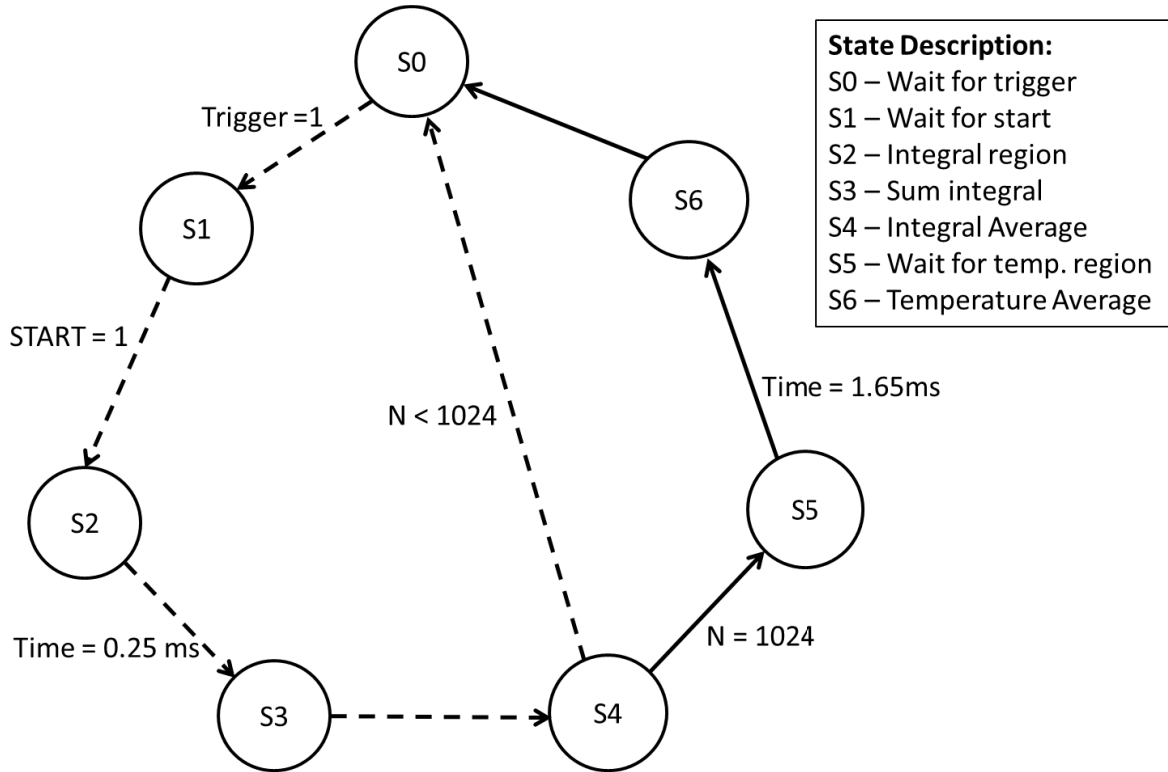 S0
State Description:
S0 – Wait for trigger
S1 – Wait for start
S2 – Integral region
S3 – Sum integral
S4 – Integral Average
S5 – Wait for temp. region
S6 – Temperature Average
Trigger =1
S6
S1
START = 1
Time = 1.65ms
N < 1024
S5
S2
N = 1024
Time = 0.25 ms
S3
S4